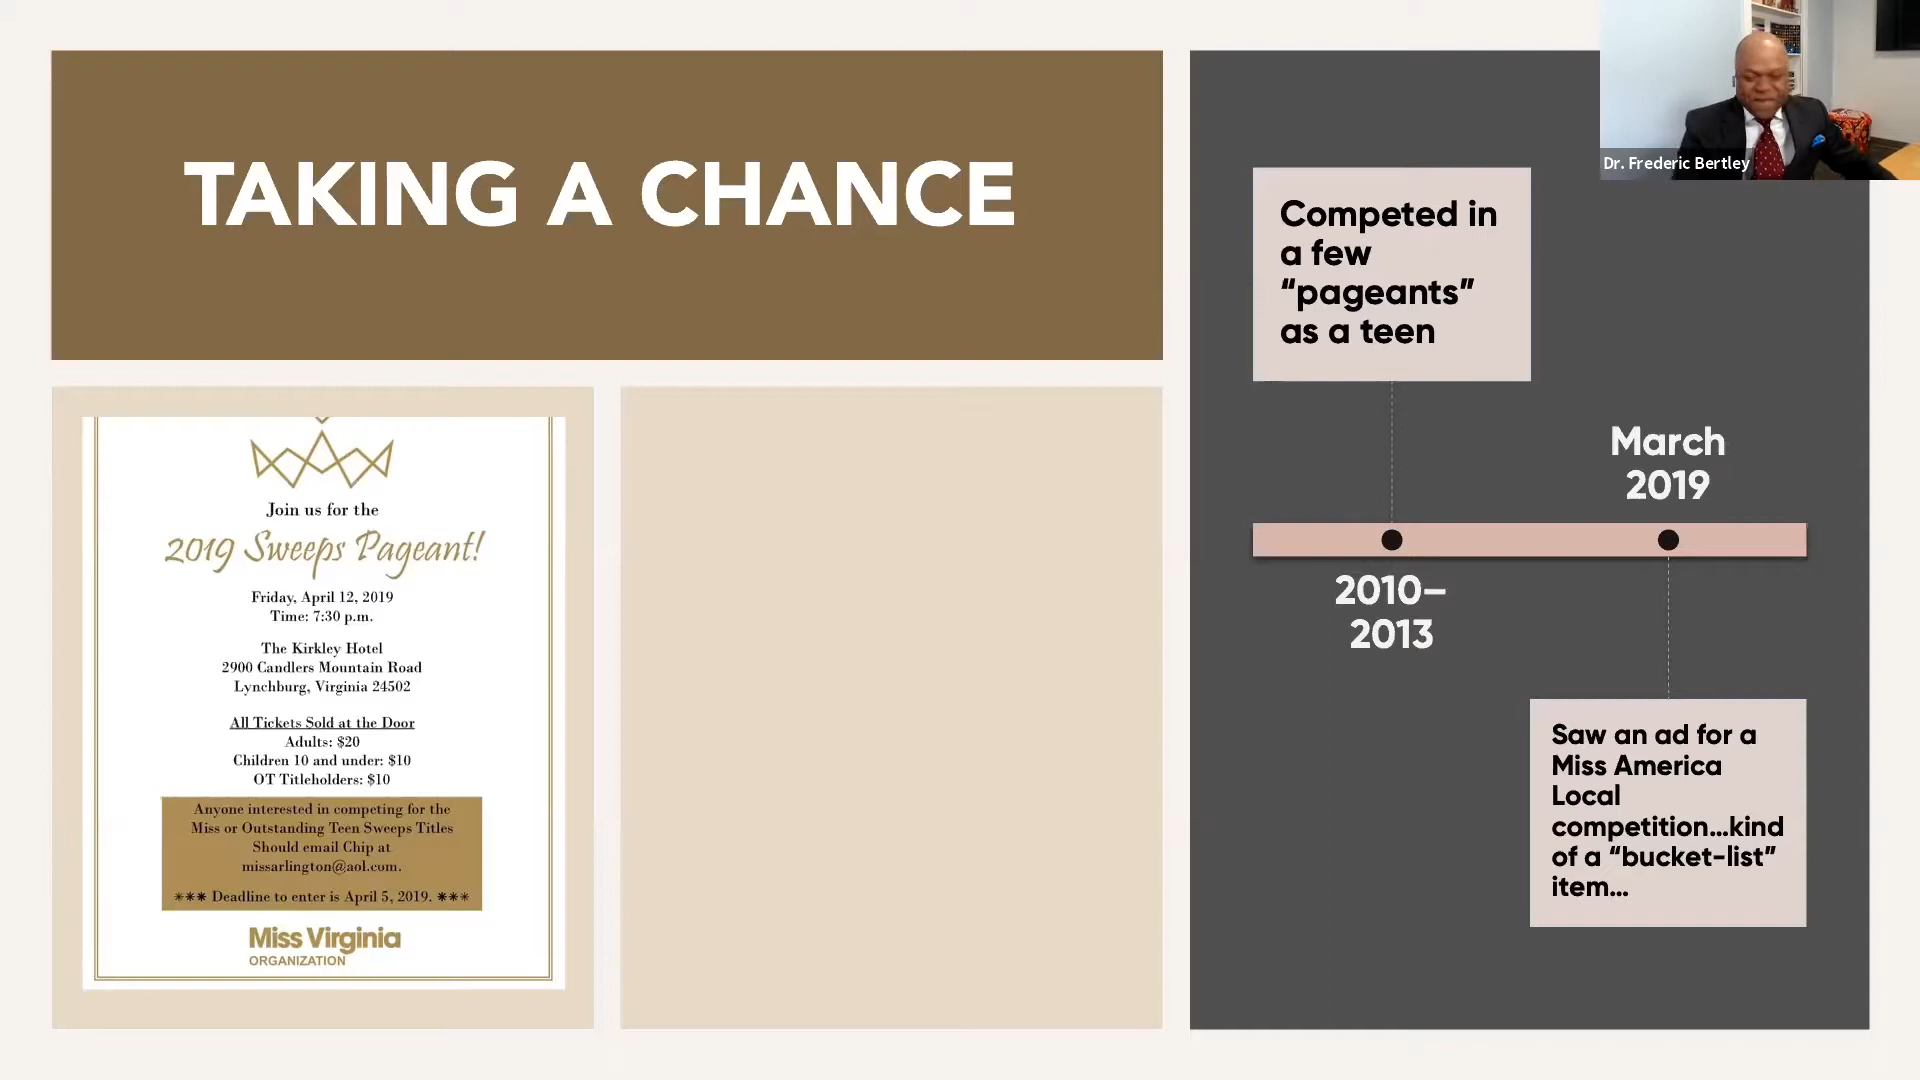 TAKING A CHANCE
Join us for the
2019 Sweeps Pageant!
Friday, April 12, 2019
Time: 7:30 p.m.
The Kirkley Hotel
2900 Candlers Mountain Road
Lynchburg, Virginia 24502
All Tickets Sold at the Door
Adults: $20
Children 10 and under: $10
OT Titleholders: $10
Anyone interested in competing for the
Miss or Outstanding Teen Sweeps Titles
Should email Chip at
missarlington@aol.com.
*** Deadline to enter is April 5, 2019. ***
Miss Virginia
ORGANIZATION
Competed in
a few
“pageants”
as a teen
2010–
2013
March
2019
Saw an ad for a
Miss America
Local
competition...kind
of a “bucket-list”
item...
Dr. Frederic Bertley